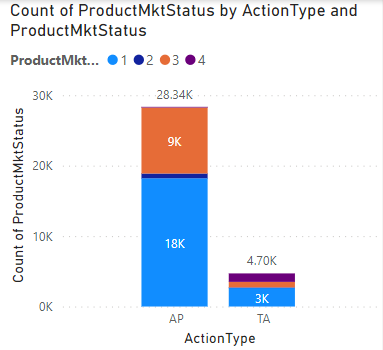 Count of ProductMktStatus by ActionType and
ProductMktStatus
ProductMkt... 1 2 3 4
Count of ProductMktStatus
30K
20K
10K
0K
28.34K
9K
18K
4.70K
3K
AP TA
ActionType